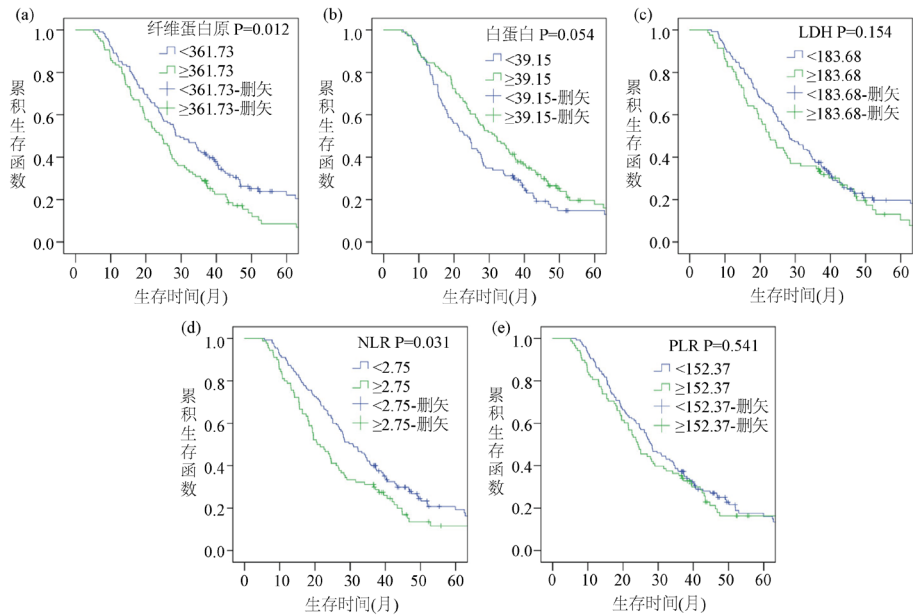 (a)
纤维蛋白原 P=0.012
<361.73
≥361.73
<361.73-删矢
≥361.73-删矢
累积生存函数
1.0
0.8
0.6
0.4
0.2
0.0
0 10 20 30 40 50 60
生存时间(月)
(b)
白蛋白 P=0.054
<39.15
≥39.15
<39.15-删矢
≥39.15-删矢
累积生存函数
1.0
0.8
0.6
0.4
0.2
0.0
0 10 20 30 40 50 60
生存时间(月)
(c)
LDH P=0.154
<183.68
≥183.68
<183.68-删矢
≥183.68-删矢
累积生存函数
1.0
0.8
0.6
0.4
0.2
0.0
0 10 20 30 40 50 60
生存时间(月)
(d)
NLR P=0.031
<2.75
≥2.75
<2.75-删矢
≥2.75-删矢
累积生存函数
1.0
0.8
0.6
0.4
0.2
0.0
0 10 20 30 40 50 60
生存时间(月)
(e)
PLR P=0.541
<152.37
≥152.37
<152.37-删矢
≥152.37-删矢
累积生存函数
1.0
0.8
0.6
0.4
0.2
0.0
0 10 20 30 40 50 60
生存时间(月)